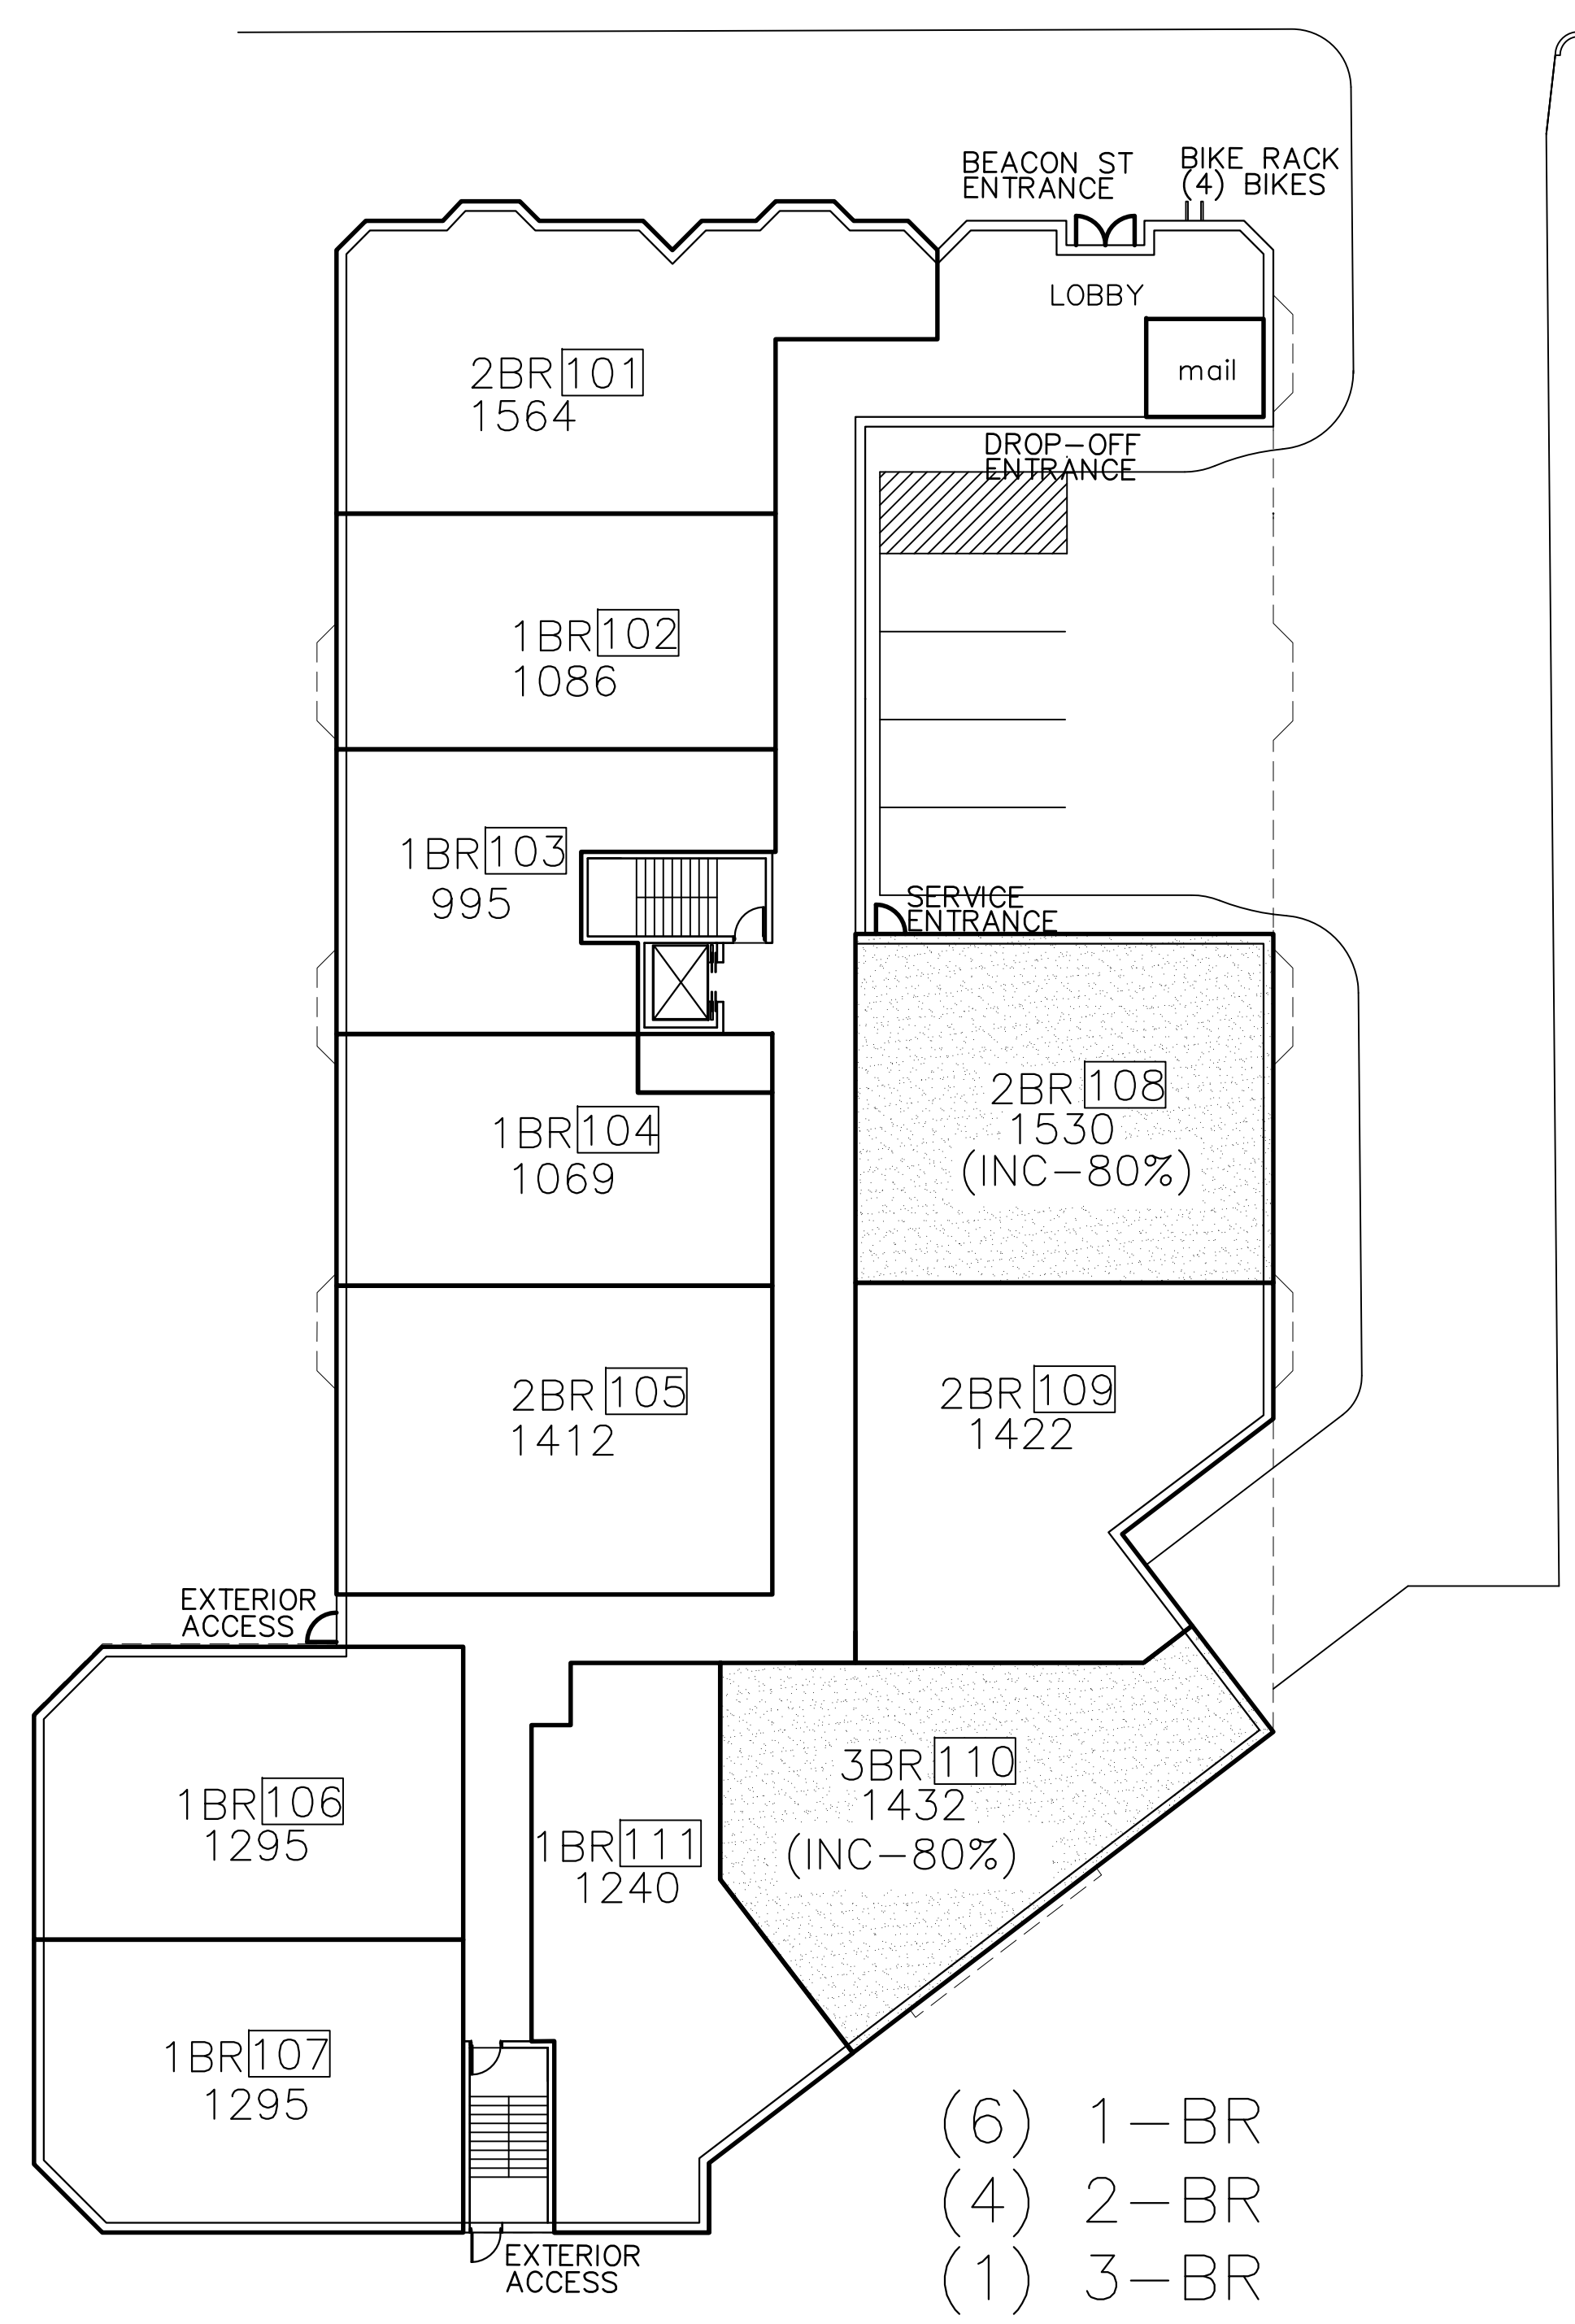 BEACON ST
ENTRANCE
BIKE RACK
(4) BIKES
LOBBY
mail
2BR 101
1564
DROP-OFF
ENTRANCE
1BR 102
1086
1BR 103
995
SERVICE
ENTRANCE
2BR 108
1530
(INC-80%)
1BR 104
1069
2BR 105
1412
2BR 109
1422
EXTERIOR
ACCESS
1BR 106
1295
3BR 110
1432
(INC-80%)
1BR 111
1240
1BR 107
1295
EXTERIOR
ACCESS
(6) 1-BR
(4) 2-BR
(1) 3-BR